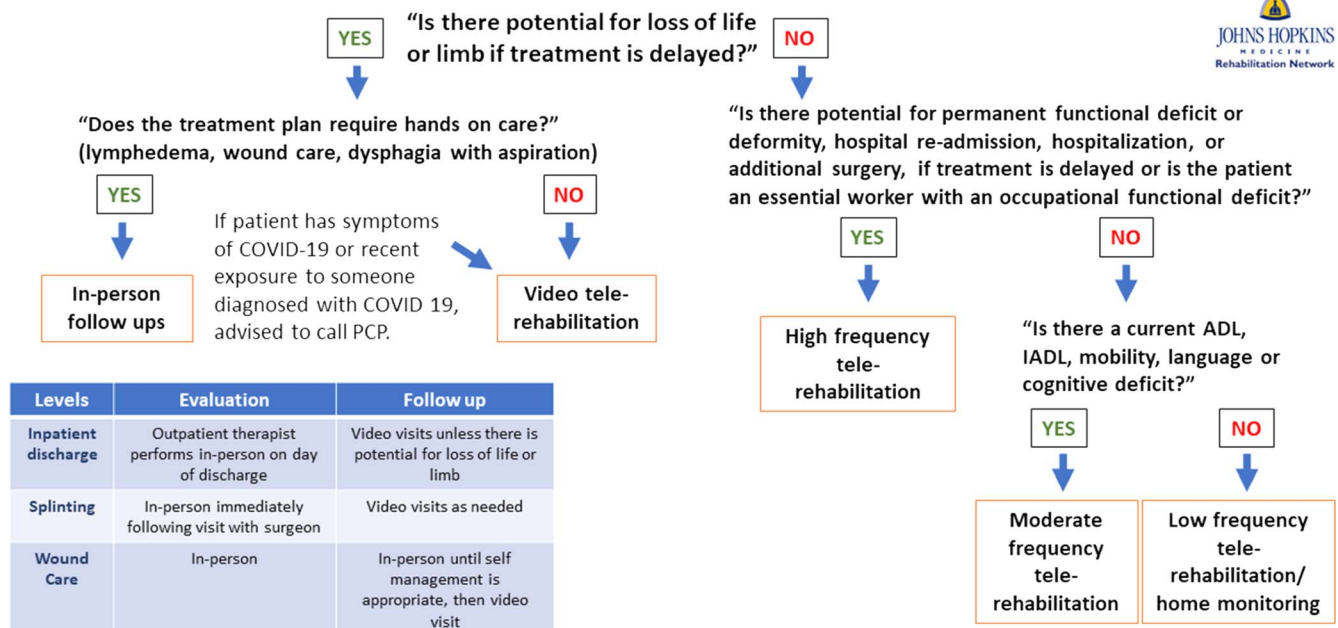 YES
“Is there potential for loss of life
or limb if treatment is delayed?”
NO
JOHNS HOPKINS
MEDICINE
Rehabilitation Network
“Does the treatment plan require hands on care?”
(lymphedema, wound care, dysphagia with aspiration)
YES
NO
If patient has symptoms
of COVID-19 or recent
exposure to someone
diagnosed with COVID 19,
advised to call PCP.
In-person
follow ups
Video tele-
rehabilitation
“Is there potential for permanent functional deficit or
deformity, hospital re-admission, hospitalization, or
additional surgery, if treatment is delayed or is the patient
an essential worker with an occupational functional deficit?”
YES
NO
High frequency
tele-
rehabilitation
“Is there a current ADL,
IADL, mobility, language or
cognitive deficit?”
YES
NO
Moderate
frequency
tele-
rehabilitation
Low frequency
tele-
rehabilitation/
home monitoring
Levels
Evaluation
Follow up
Inpatient
discharge
Outpatient therapist
performs in-person on day
of discharge
Video visits unless there is
potential for loss of life or
limb
Splinting
In-person immediately
following visit with surgeon
Video visits as needed
Wound
Care
In-person
In-person until self
management is
appropriate, then video
visit